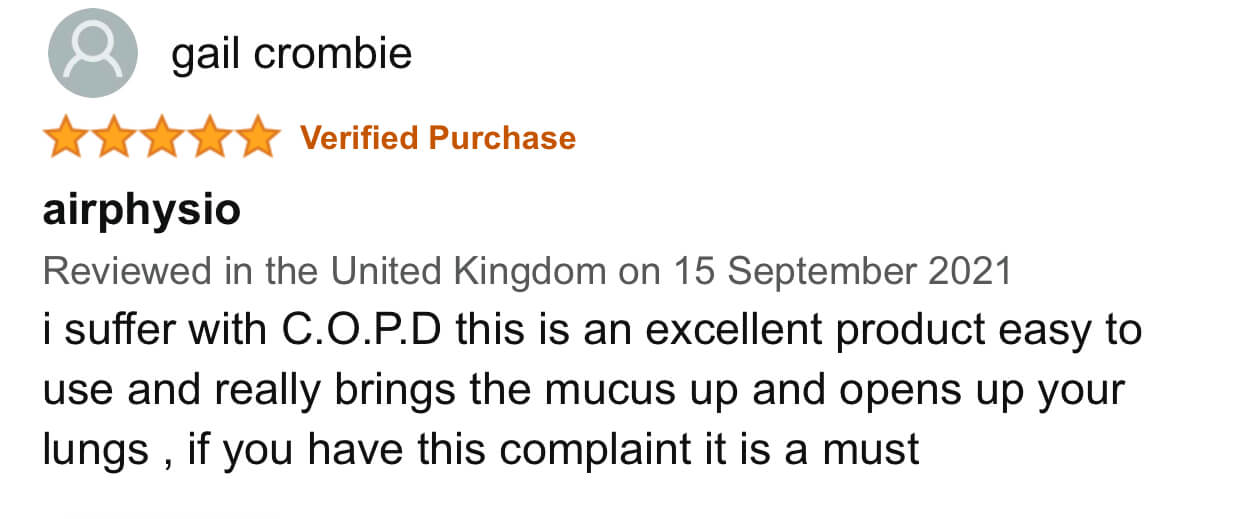 gail crombie
Verified Purchase
airphysio
Reviewed in the United Kingdom on 15 September 2021
i suffer with C.O.P.D this is an excellent product easy to
use and really brings the mucus up and opens up your
lungs , if you have this complaint it is a must